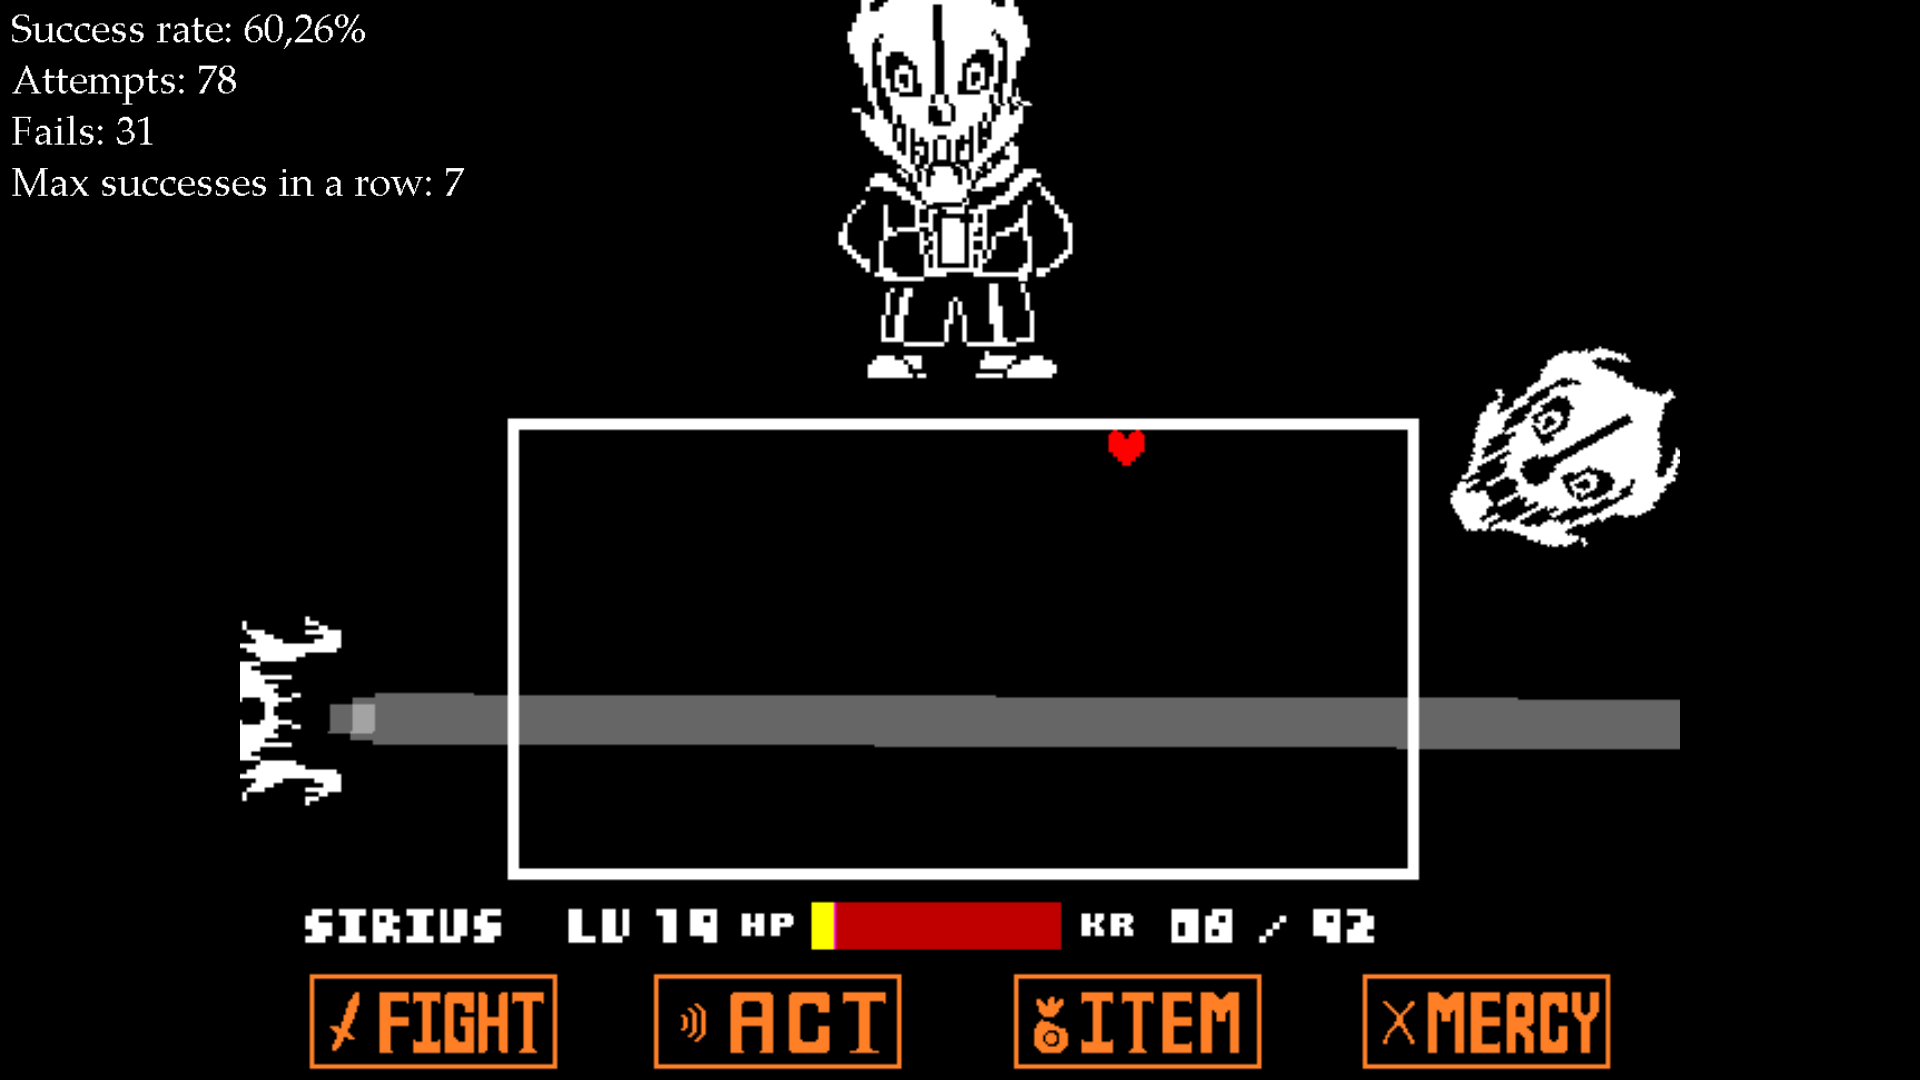 Success rate: 60,26%
Attempts: 78
Fails: 31
Max successes in a row: 7
SIRIUS LV 19 HP KR 08 / 92
FIGHT ACT ITEM MERCY